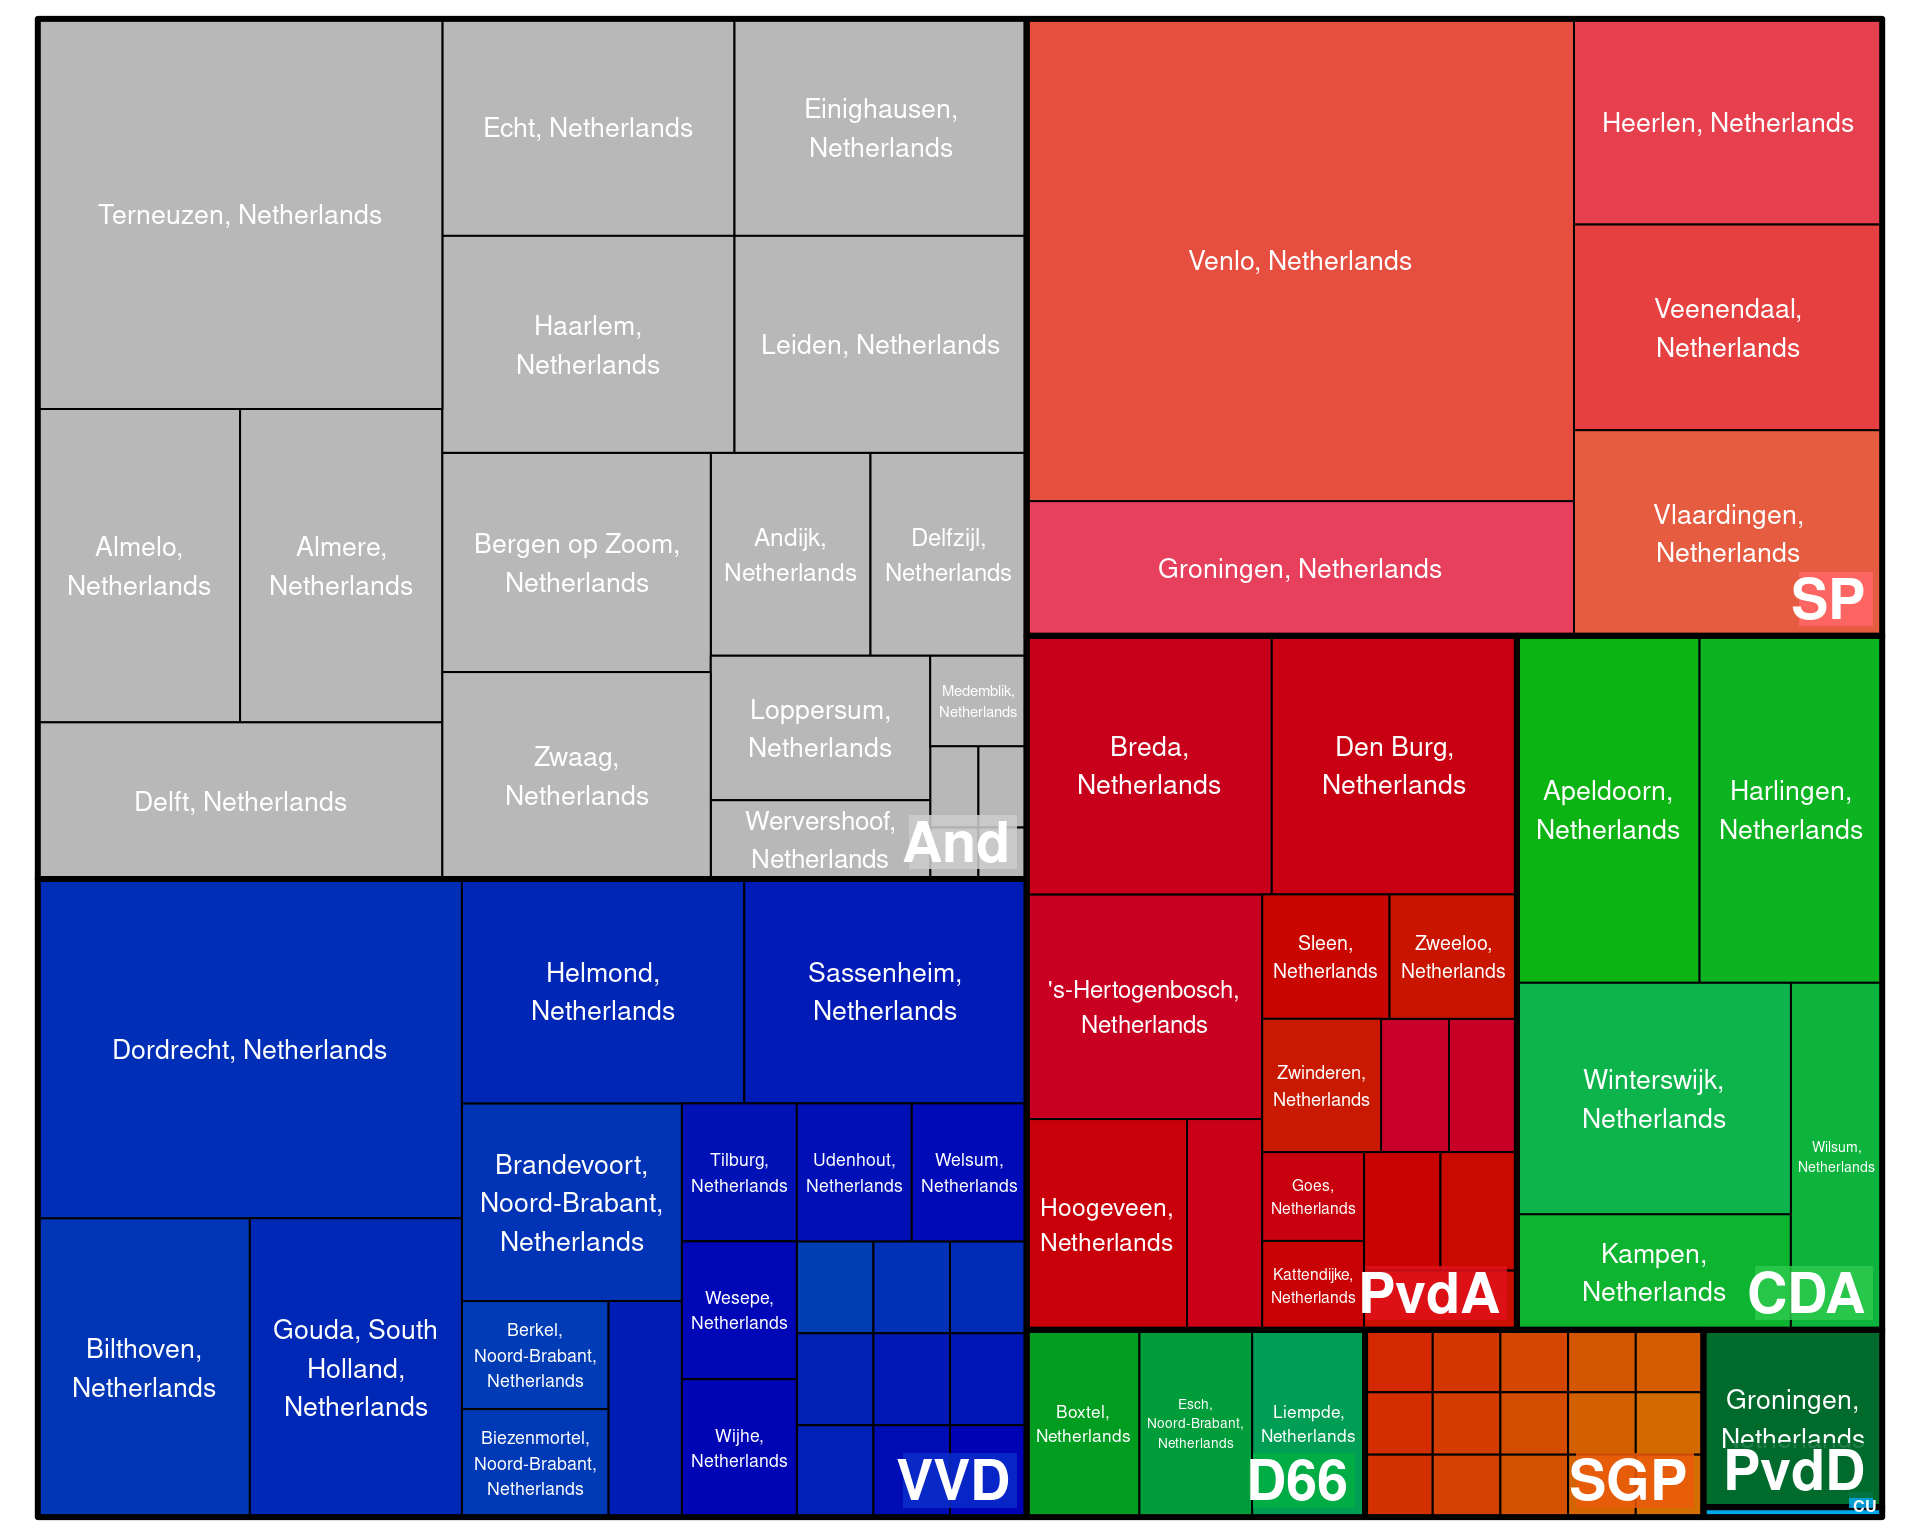 Terneuzen, Netherlands
Echt, Netherlands
Einighausen,
Netherlands
Haarlem,
Netherlands
Leiden, Netherlands
Almelo,
Netherlands
Almere,
Netherlands
Delft, Netherlands
Bergen op Zoom,
Netherlands
Andijk,
Netherlands
Delfzijl,
Netherlands
Zwaag,
Netherlands
Loppersum,
Netherlands
Medemblik,
Netherlands
Wervershoof,
Netherlands
And
Venlo, Netherlands
Heerlen, Netherlands
Veenendaal,
Netherlands
Groningen, Netherlands
Vlaardingen,
Netherlands
SP
Dordrecht, Netherlands
Helmond,
Netherlands
Sassenheim,
Netherlands
Bilthoven,
Netherlands
Gouda, South
Holland,
Netherlands
Brandevoort,
Noord-Brabant,
Netherlands
Tilburg,
Netherlands
Udenhout,
Netherlands
Welsum,
Netherlands
Wesepe,
Netherlands
Berkel,
Noord-Brabant,
Netherlands
Biezenmortel,
Noord-Brabant,
Netherlands
Wijhe,
Netherlands
VVD
Breda,
Netherlands
Den Burg,
Netherlands
's-Hertogenbosch,
Netherlands
Sleen,
Netherlands
Zweeloo,
Netherlands
Zwinderen,
Netherlands
Hoogeveen,
Netherlands
Goes,
Netherlands
Kattendijke,
Netherlands
PvdA
Apeldoorn,
Netherlands
Harlingen,
Netherlands
Winterswijk,
Netherlands
Wilsum,
Netherlands
Kampen,
Netherlands
CDA
Boxtel,
Netherlands
Esch,
Noord-Brabant,
Netherlands
Liempde,
Netherlands
D66
SGP
Groningen,
Netherlands
PvdD
CU